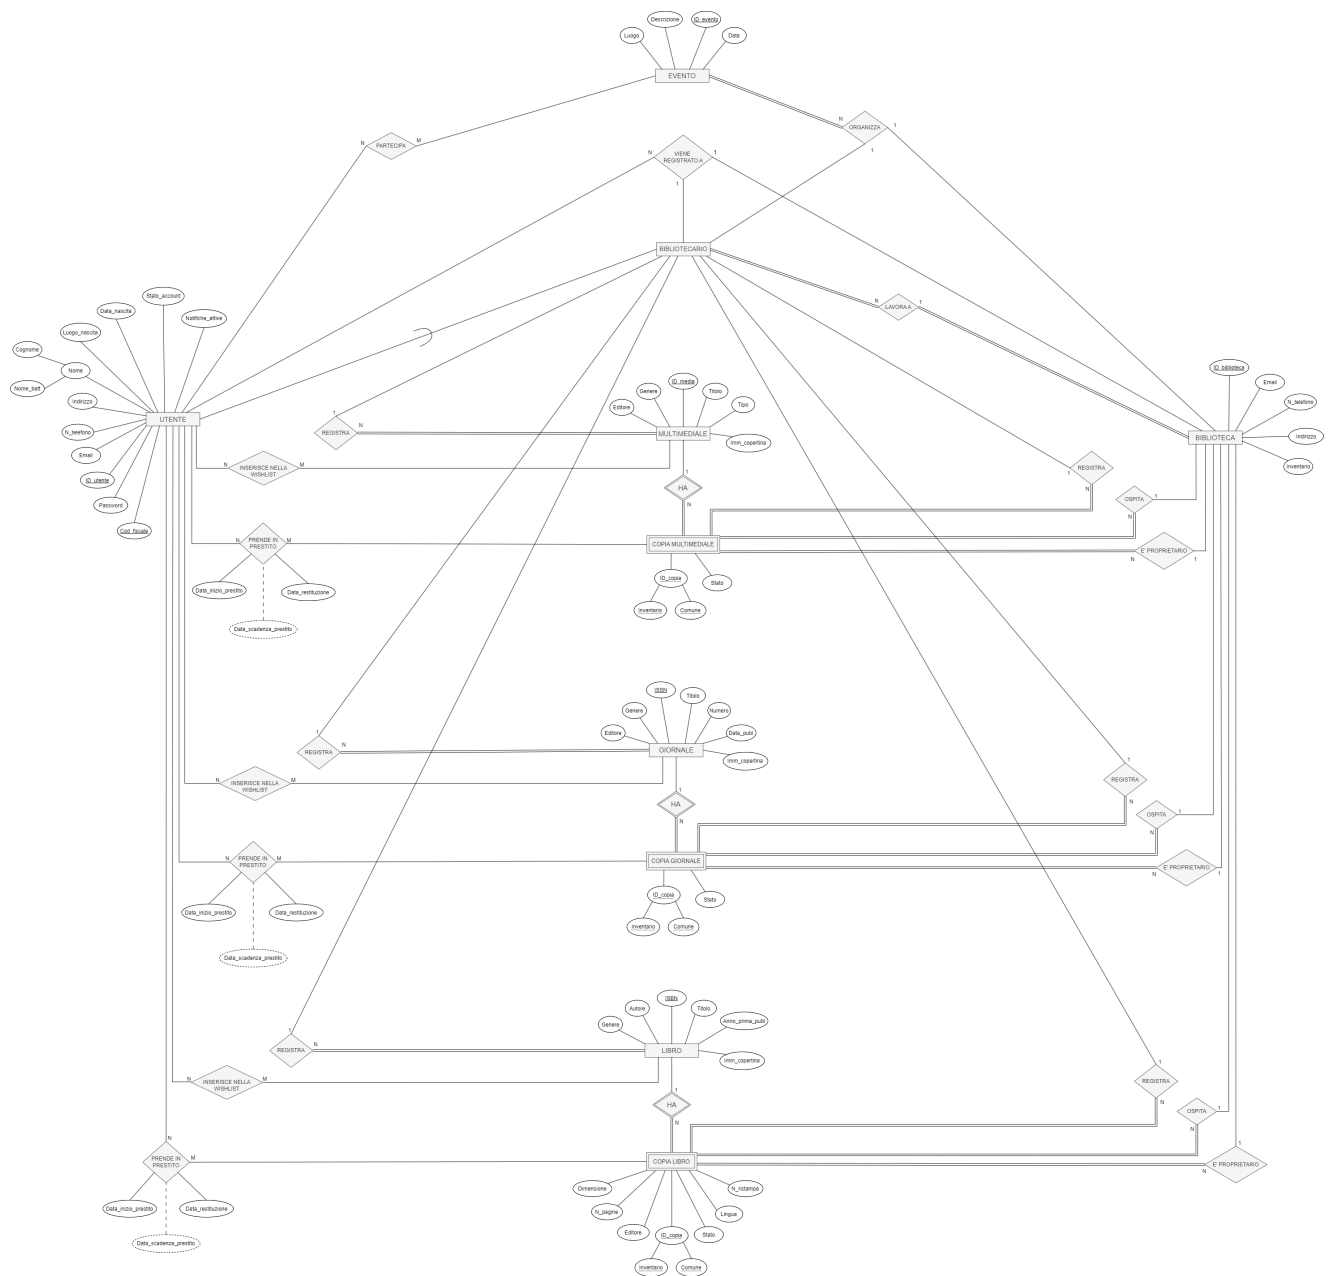 Descrizione
ID_evento
Luogo
Data
EVENTO
N
1
ORGANIZZA
1
N
M
PARTECIPA
N
1
VIENE
REGISTRATO A
1
BIBLIOTECARIO
N
1
LAVORA A
Stato_account
Data_nascita
Notifiche_attive
Luogo_nascita
Cognome
Nome
Nome_batt
Indirizzo
N_telefono
Email
ID_utente
Password
Cod_fiscale
UTENTE
ID_biblioteca
Email
N_telefono
Indirizzo
Inventario
BIBLIOTECA
ID_media
Genere
Titolo
Editore
Tipo
Imm_copertina
MULTIMEDIALE
1
N
REGISTRA
N
M
INSERISCE NELLA
WISHLIST
1
HA
N
1
REGISTRA
N
OSPITA
1
N
N
M
PRENDE IN
PRESTITO
COPIA MULTIMEDIALE
E' PROPRIETARIO
N
1
Data_inizio_prestito
Data_restituzione
Data_scadenza_prestito
ID_copia
Stato
Inventario
Comune
ISSN
Titolo
Genere
Numero
Editore
Data_publ
Imm_copertina
GIORNALE
1
N
REGISTRA
N
M
INSERISCE NELLA
WISHLIST
1
HA
N
1
REGISTRA
N
OSPITA
1
N
N
M
PRENDE IN
PRESTITO
COPIA GIORNALE
E' PROPRIETARIO
N
1
Data_inizio_prestito
Data_restituzione
Data_scadenza_prestito
ID_copia
Stato
Inventario
Comune
ISBN
Autore
Titolo
Genere
Anno_prima_publ
Imm_copertina
LIBRO
1
N
REGISTRA
N
M
INSERISCE NELLA
WISHLIST
1
HA
N
1
REGISTRA
N
OSPITA
1
N
N
M
PRENDE IN
PRESTITO
COPIA LIBRO
1
E' PROPRIETARIO
N
Data_inizio_prestito
Data_restituzione
Data_scadenza_prestito
Dimensione
N_ristampa
N_pagine
Lingua
Editore
ID_copia
Stato
Inventario
Comune